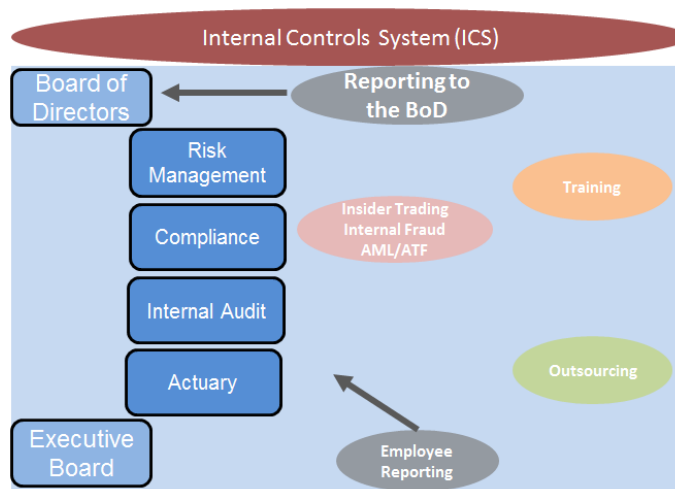 Internal Controls System (ICS)
Board of
Directors
Reporting to
the BoD
Risk
Management
Training
Insider Trading
Internal Fraud
AML/ATF
Compliance
Internal Audit
Outsourcing
Actuary
Executive
Board
Employee
Reporting